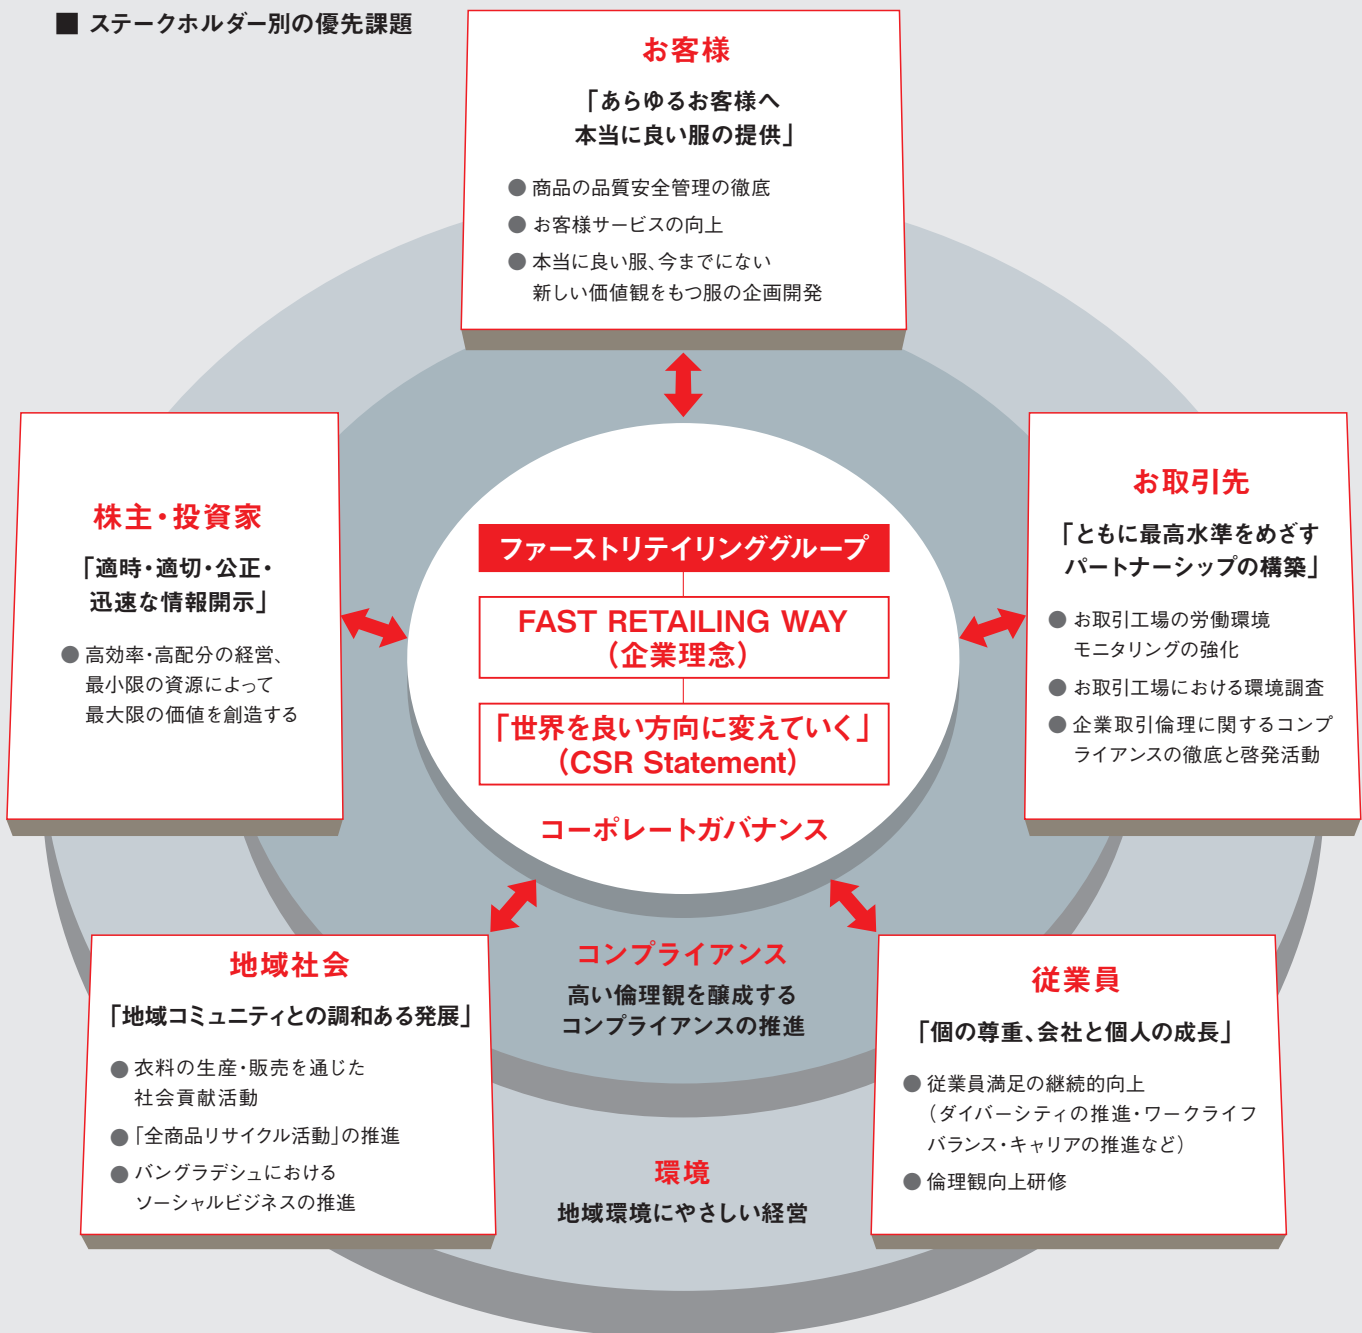 ■ ステークホルダー別の優先課題
お客様
「あらゆるお客様へ
本当に良い服の提供」
● 商品の品質安全管理の徹底
● お客様サービスの向上
● 本当に良い服、今までにない
新しい価値観をもつ服の企画開発
株主・投資家
「適時・適切・公正・
迅速な情報開示」
● 高効率・高配分の経営、
最小限の資源によって
最大限の価値を創造する
ファーストリテイリンググループ
FAST RETAILING WAY
（企業理念）
「世界を良い方向に変えていく」
（CSR Statement）
コーポレートガバナンス
お取引先
「ともに最高水準をめざす
パートナーシップの構築」
● お取引工場の労働環境
モニタリングの強化
● お取引工場における環境調査
● 企業取引倫理に関するコンプ
ライアンスの徹底と啓発活動
地域社会
「地域コミュニティとの調和ある発展」
● 衣料の生産・販売を通じた
社会貢献活動
● 「全商品リサイクル活動」の推進
● バングラデシュにおける
ソーシャルビジネスの推進
コンプライアンス
高い倫理観を醸成する
コンプライアンスの推進
環境
地域環境にやさしい経営
従業員
「個の尊重、会社と個人の成長」
● 従業員満足の継続的向上
（ダイバーシティの推進・ワークライフ
バランス・キャリアの推進など）
● 倫理観向上研修